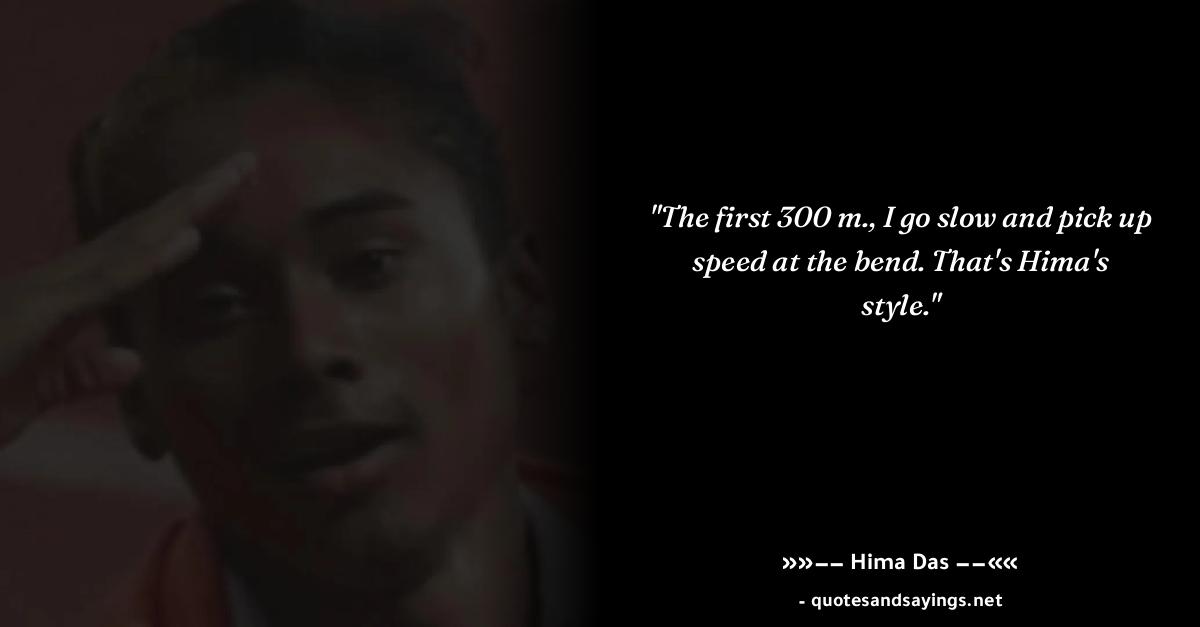 "The first 300 m., I go slow and pick up
speed at the bend. That's Hima's
style."
»»−− Hima Das −−««
- quotesandsayings.net